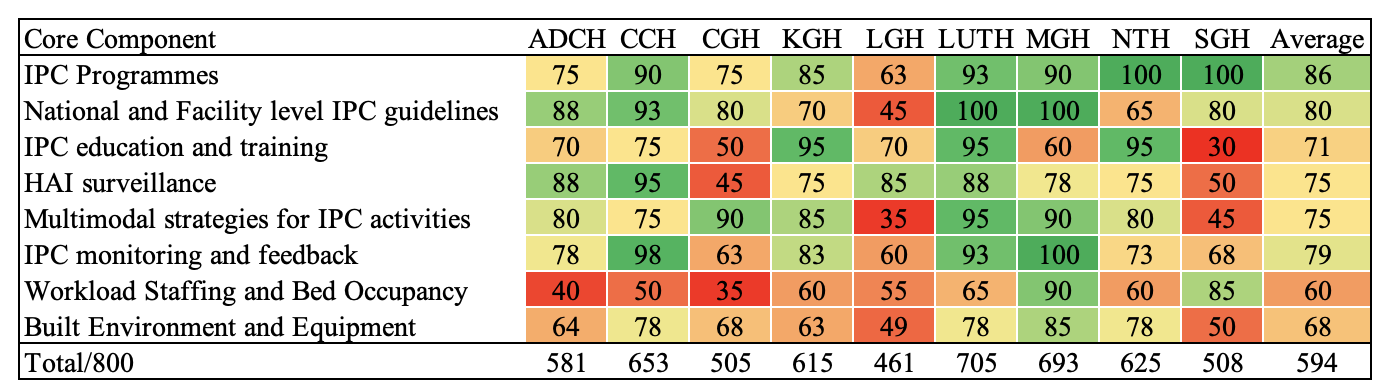 Core Component ADCH CCH CGH KGH LGH LUTH MGH NTH SGH Average
IPC Programmes 75 90 75 85 63 93 90 100 100 86
National and Facility level IPC guidelines 88 93 80 70 45 100 100 65 80 80
IPC education and training 70 75 50 95 70 95 60 95 30 71
HAI surveillance 88 95 45 75 85 88 78 75 50 75
Multimodal strategies for IPC activities 80 75 90 85 35 95 90 80 45 75
IPC monitoring and feedback 78 98 63 83 60 93 100 73 68 79
Workload Staffing and Bed Occupancy 40 50 35 60 55 65 90 60 85 60
Built Environment and Equipment 64 78 68 63 49 78 85 78 50 68
Total/800 581 653 505 615 461 705 693 625 508 594